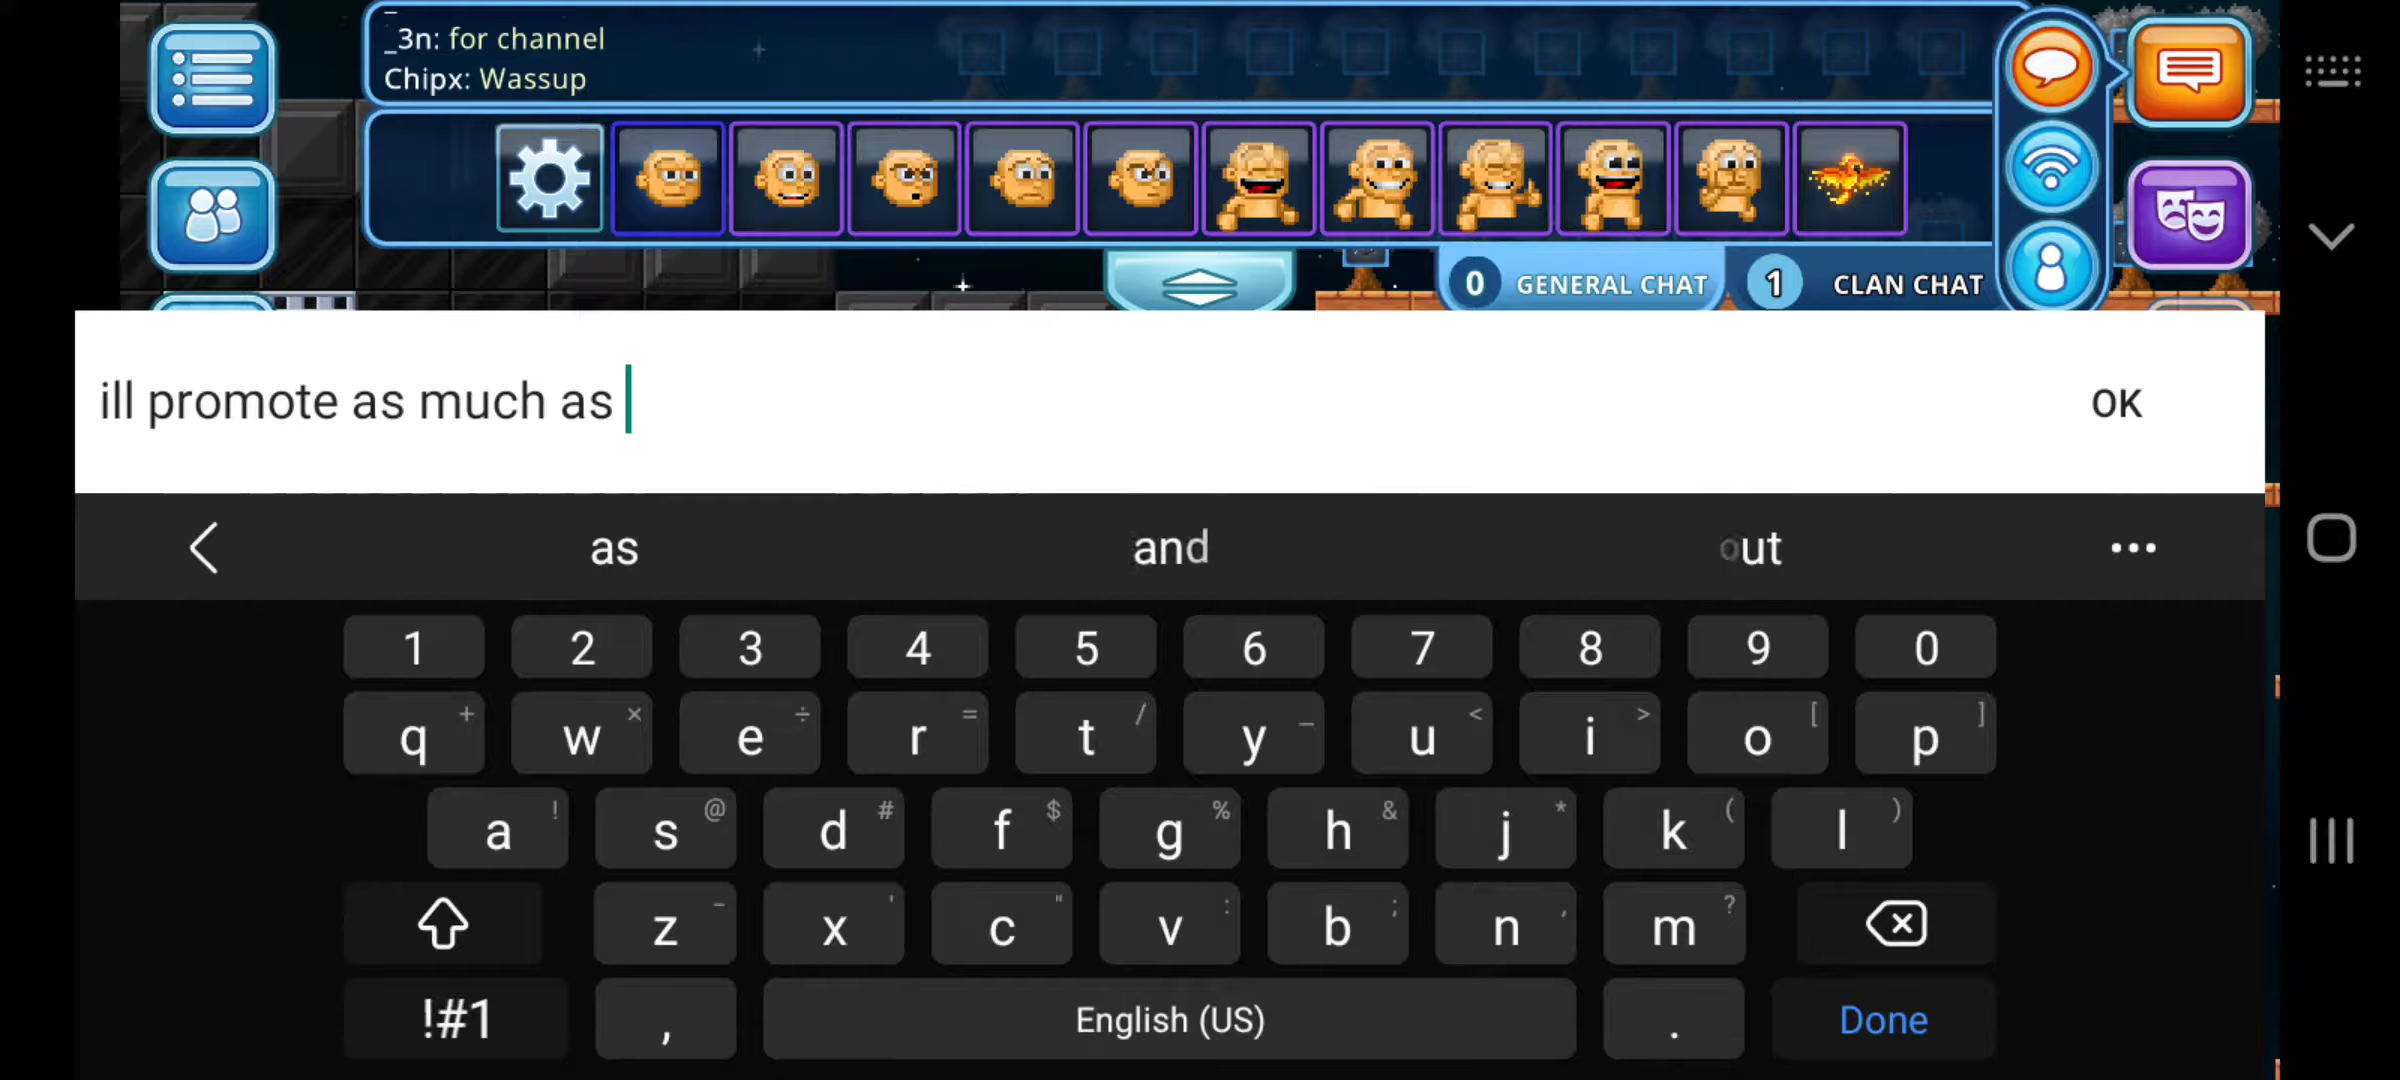 _3n: for channel
Chipx: Wassup
0 GENERAL CHAT 1 CLAN CHAT
ill promote as much as
OK
as and out
1 2 3 4 5 6 7 8 9 0
q + w × e ÷ r = t / y _ u < i > o [ p ]
a ! s @ d # f $ g % h & j * k ( l )
z - x ' c " v : b ; n , m ?
!#1 , English (US) . Done